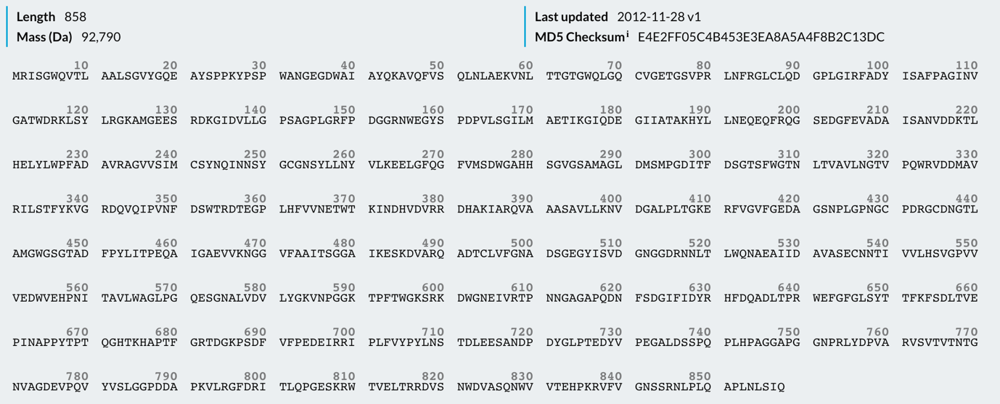 Length 858 Last updated 2012-11-28 v1
Mass (Da) 92,790 MD5 Checksumi E4E2FF05C4B453E3EA8A5A4F8B2C13DC
10 20 30 40 50 60 70 80 90 100 110
MRISGWQVTL AALSGVYGQE AYSPPKYPSP WANGEGDWAI AYQKAVQFVS QLNLAEKVNL TTGTGWQLGQ CVGETGSVPR LNFRGLCLQD GPLGIRFADY ISAFPAGINV
120 130 140 150 160 170 180 190 200 210 220
GATWDRKLSY LRGKAMGEES RDKGIDVLLG PSAGPLGRFP DGGRNWEGYS PDPVLSGILM AETIKGIQDE GIIATAKHYL LNEQEQFRQG SEDGFEVADA ISANVDDKTL
230 240 250 260 270 280 290 300 310 320 330
HELYLWPFAD AVRAGVVSIM CSYNQINNSY GCGNSYLLNY VLKEELGFQG FVMSDWGAHH SGVGSAMAGL DMSMPGDITF DSGTSFWGTN LTVAVLNGTV PQWRVDDMAV
340 350 360 370 380 390 400 410 420 430 440
RILSTFYKVG RDQVQIPVNF DSWTRDTEGP LHFVVNETWT KINDHVDVRR DHAKIARQVA AASAVLLKNV DGALPLTGKE RFVGVFGEDA GSNPLGPNGC PDRGCDNGTL
450 460 470 480 490 500 510 520 530 540 550
AMGWGSGTAD FPYLITPEQA IGAEVVKNGG VFAAITSGGA IKESKDVARQ ADTCLVFGNA DSGEGYISVD GNGGDRNNLT LWQNAEAIID AVASECNNTI VVLHSVGPVV
560 570 580 590 600 610 620 630 640 650 660
VEDWVEHPNI TAVLWAGLPG QESGNALVDV LYGKVNPGGK TPFTWGKSRK DWGNEIVRTP NNGAGAPQDN FSDGIFIDYR HFDQADLTPR WEFGFGLSYT TFKFSDLTVE
670 680 690 700 710 720 730 740 750 760 770
PINAPPYTPT QGHTKHAPTF GRTDGKPSDF VFPEDEIRRI PLFVYPYLNS TDLEESANDP DYGLPTEDYV PEGALDSSPQ PLHPAGGAPG GNPRLYDPVA RVSVTVTNTG
780 790 800 810 820 830 840 850
NVAGDEVPQV YVSLGGPDDA PKVLRGFDRI TLQPGESKRW TVELTRRDVS NWDVASQNWV VTEHPKRVFV GNSSRNLPLQ APLNLSIQ